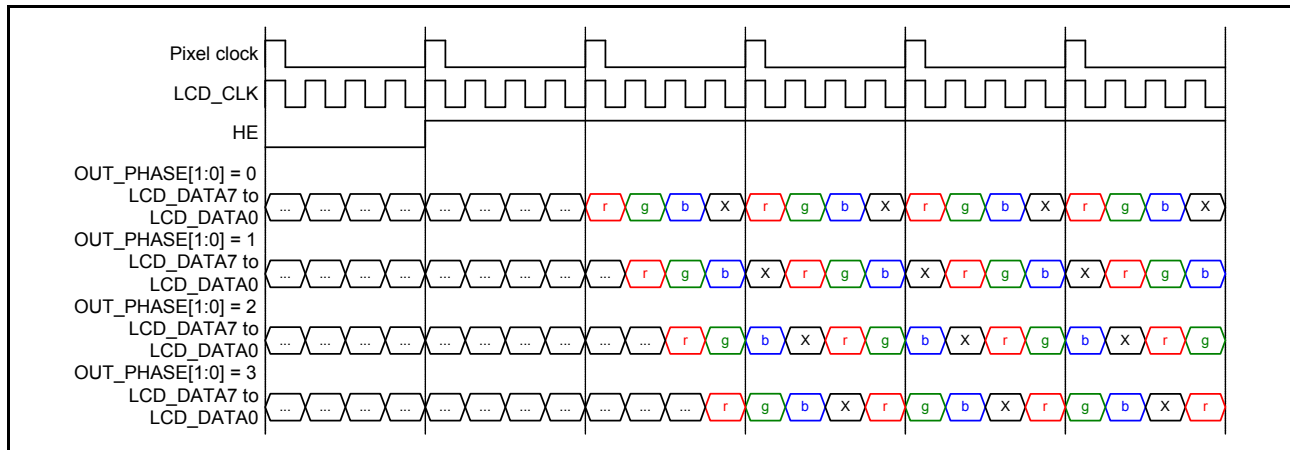 Pixel clock
LCD_CLK
HE
OUT_PHASE[1:0] = 0
LCD_DATA7 to
LCD_DATA0
... ... ... ... ... ... ... ... r g b X r g b X r g b X r g b X
OUT_PHASE[1:0] = 1
LCD_DATA7 to
LCD_DATA0
... ... ... ... ... ... ... ... ... r g b X r g b X r g b X r g b
OUT_PHASE[1:0] = 2
LCD_DATA7 to
LCD_DATA0
... ... ... ... ... ... ... ... ... ... r g b X r g b X r g b X r g
OUT_PHASE[1:0] = 3
LCD_DATA7 to
LCD_DATA0
... ... ... ... ... ... ... ... ... ... ... r g b X r g b X r g b X r